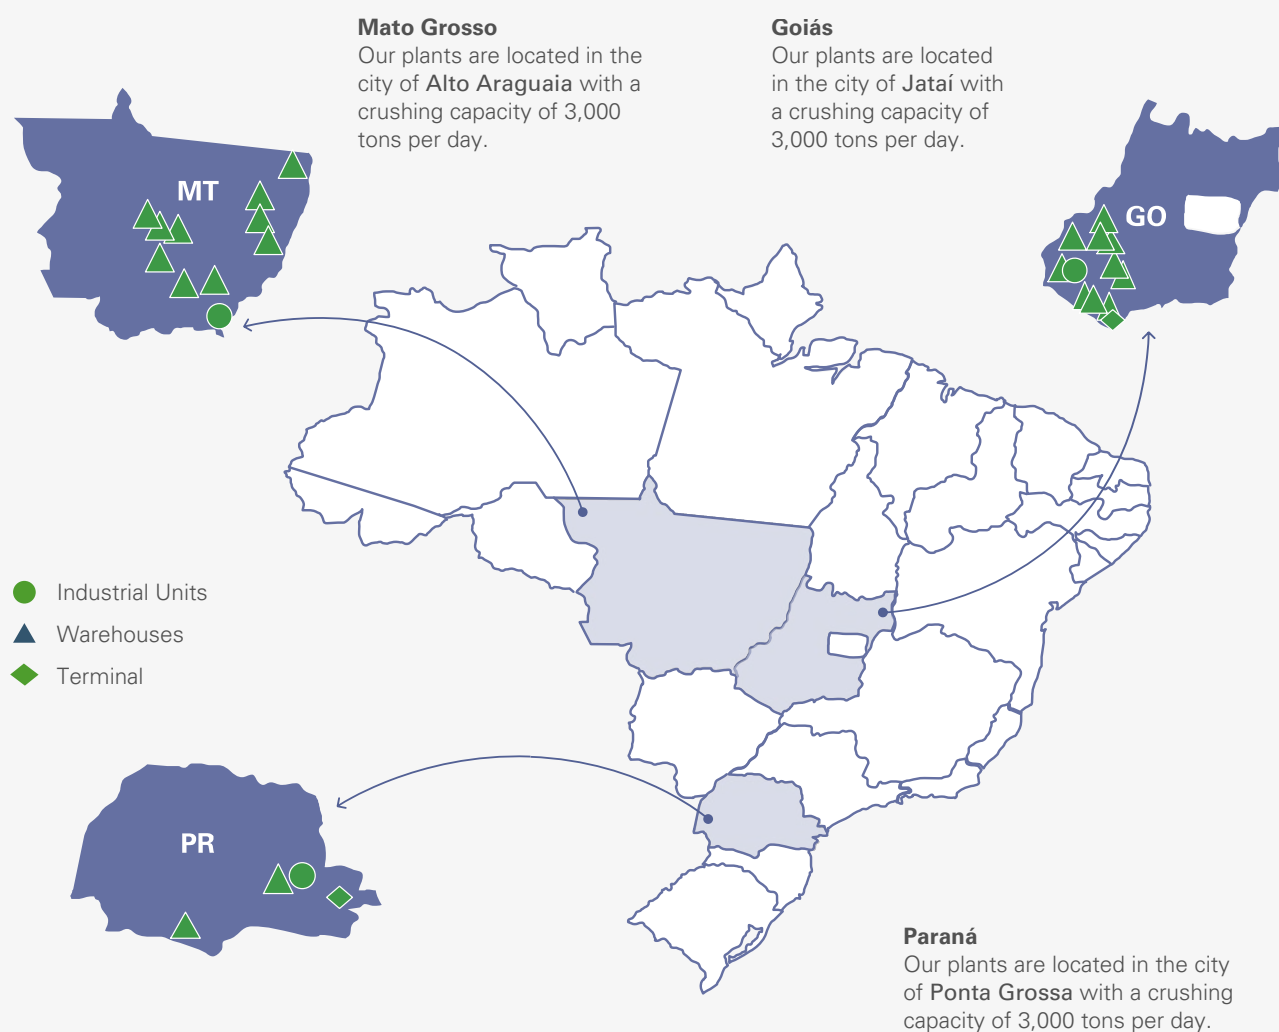 Mato Grosso
Our plants are located in the
city of Alto Araguaia with a
crushing capacity of 3,000
tons per day.
Goiás
Our plants are located
in the city of Jataí with
a crushing capacity of
3,000 tons per day.
MT
GO
Industrial Units
Warehouses
Terminal
PR
Paraná
Our plants are located in the city
of Ponta Grossa with a crushing
capacity of 3,000 tons per day.